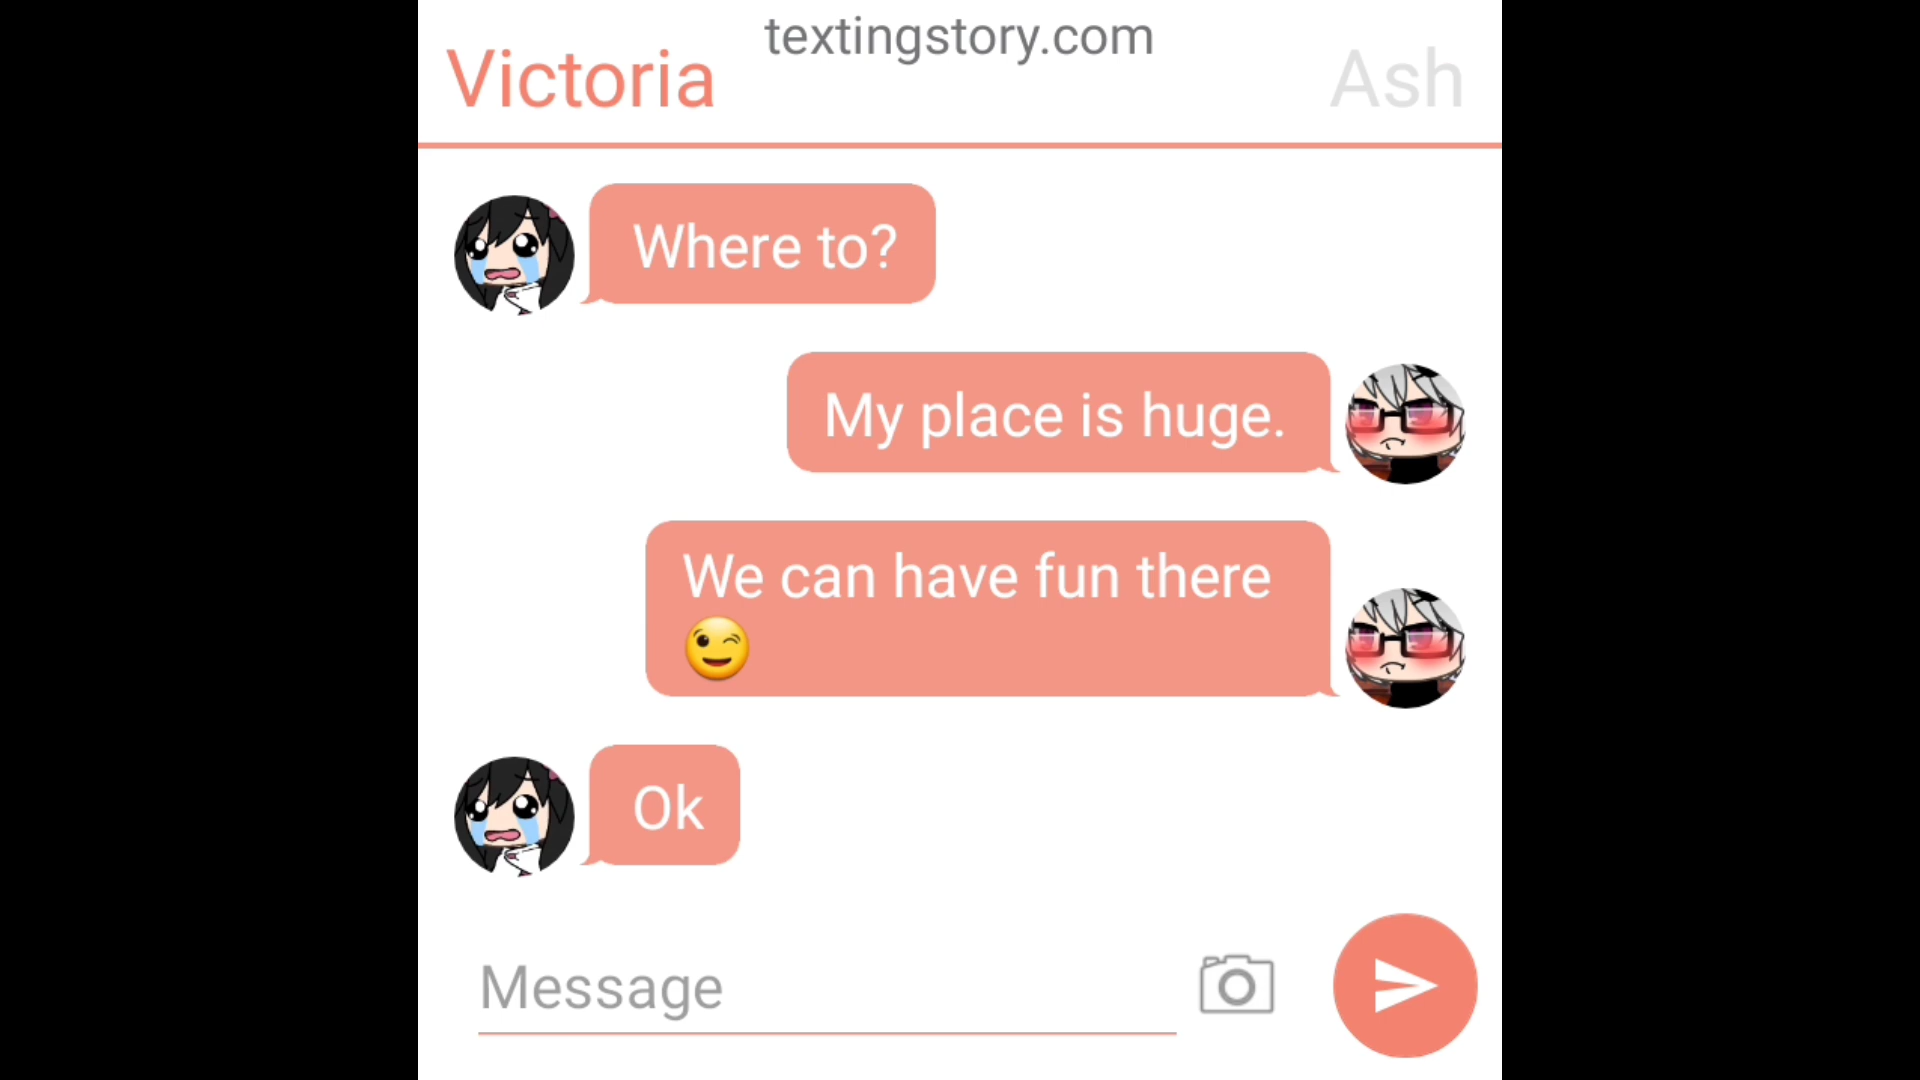 textingstory.com
Victoria
Ash
Where to?
My place is huge.
We can have fun there
😉
Ok
Message